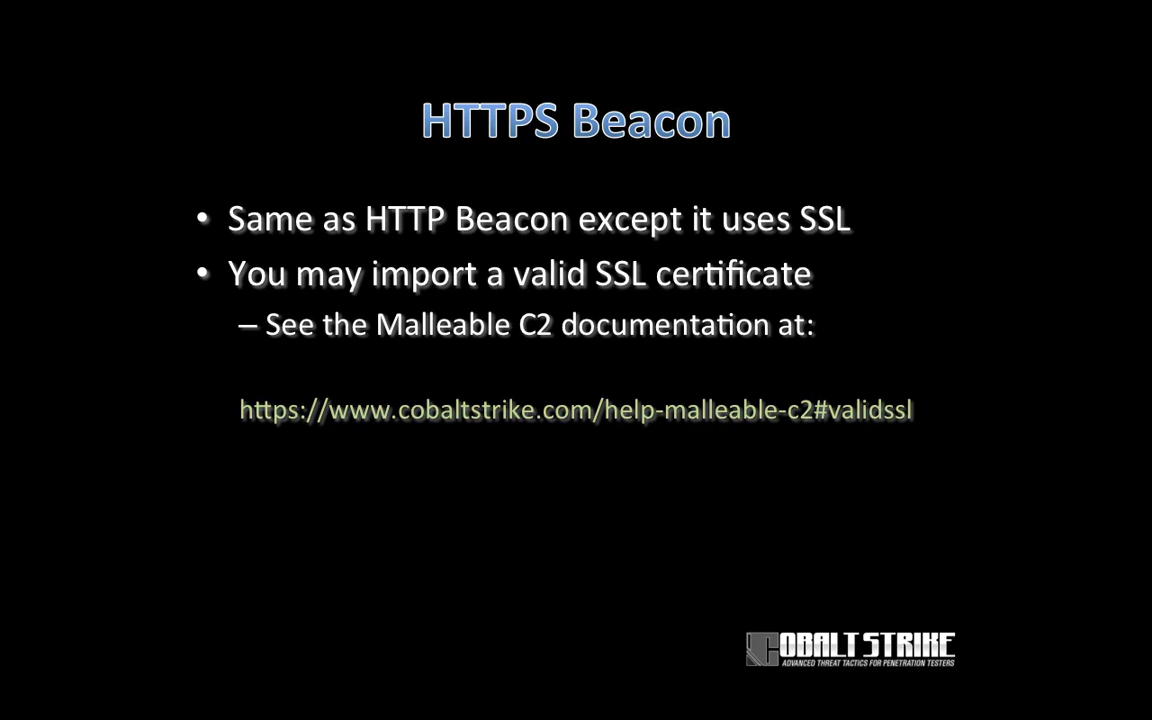 HTTPS Beacon
• Same as HTTP Beacon except it uses SSL
• You may import a valid SSL certificate
– See the Malleable C2 documentation at:
https://www.cobaltstrike.com/help-malleable-c2#validssl
COBALT STRIKE
ADVANCED THREAT TACTICS FOR PENETRATION TESTERS